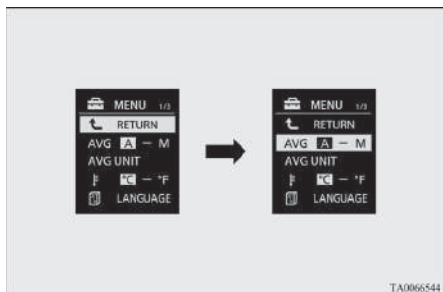 MENU 1/3
RETURN
AVG A – M
AVG UNIT
°C – °F
LANGUAGE
MENU 1/3
RETURN
AVG A – M
AVG UNIT
°C – °F
LANGUAGE
TA0066544